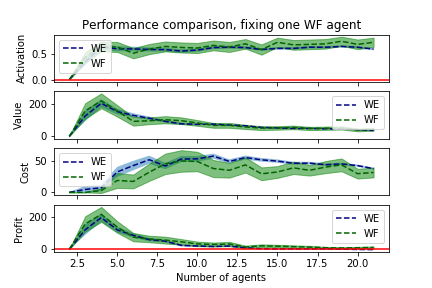 Performance comparison, fixing one WF agent
Activation
0.5
0.0
WE
WF
Value
200
0
WE
WF
Cost
50
0
WE
WF
Profit
200
0
WE
WF
2.5 5.0 7.5 10.0 12.5 15.0 17.5 20.0
Number of agents